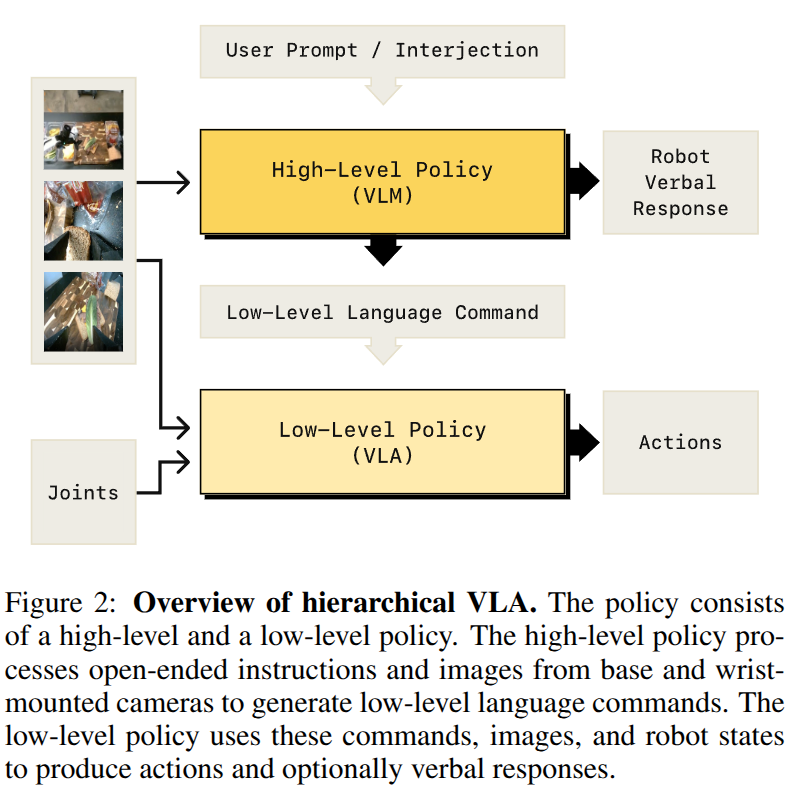 User Prompt / Interjection
High-Level Policy
(VLM)
Robot
Verbal
Response
Low-Level Language Command
Low-Level Policy
(VLA)
Actions
Joints
Figure 2: Overview of hierarchical VLA. The policy consists
of a high-level and a low-level policy. The high-level policy pro-
cesses open-ended instructions and images from base and wrist-
mounted cameras to generate low-level language commands. The
low-level policy uses these commands, images, and robot states
to produce actions and optionally verbal responses.